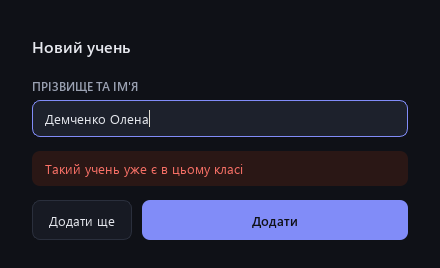 Новий учень
ПРІЗВИЩЕ ТА ІМ'Я
Демченко Олена
Такий учень уже є в цьому класі
Додати ще
Додати